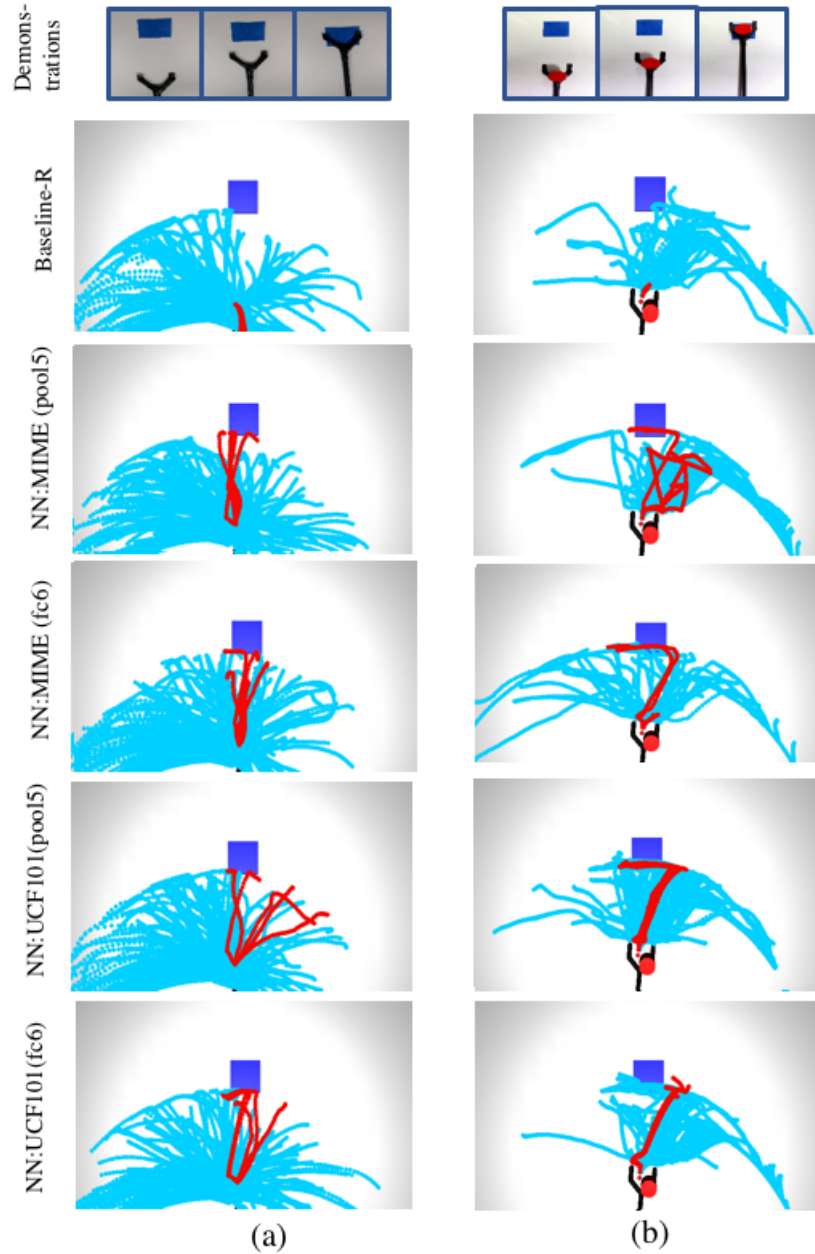 Demons-
trations
Baseline-R
NN:MIME (pool5)
NN:MIME (fc6)
NN:UCF101(pool5)
NN:UCF101(fc6)
(a)
(b)